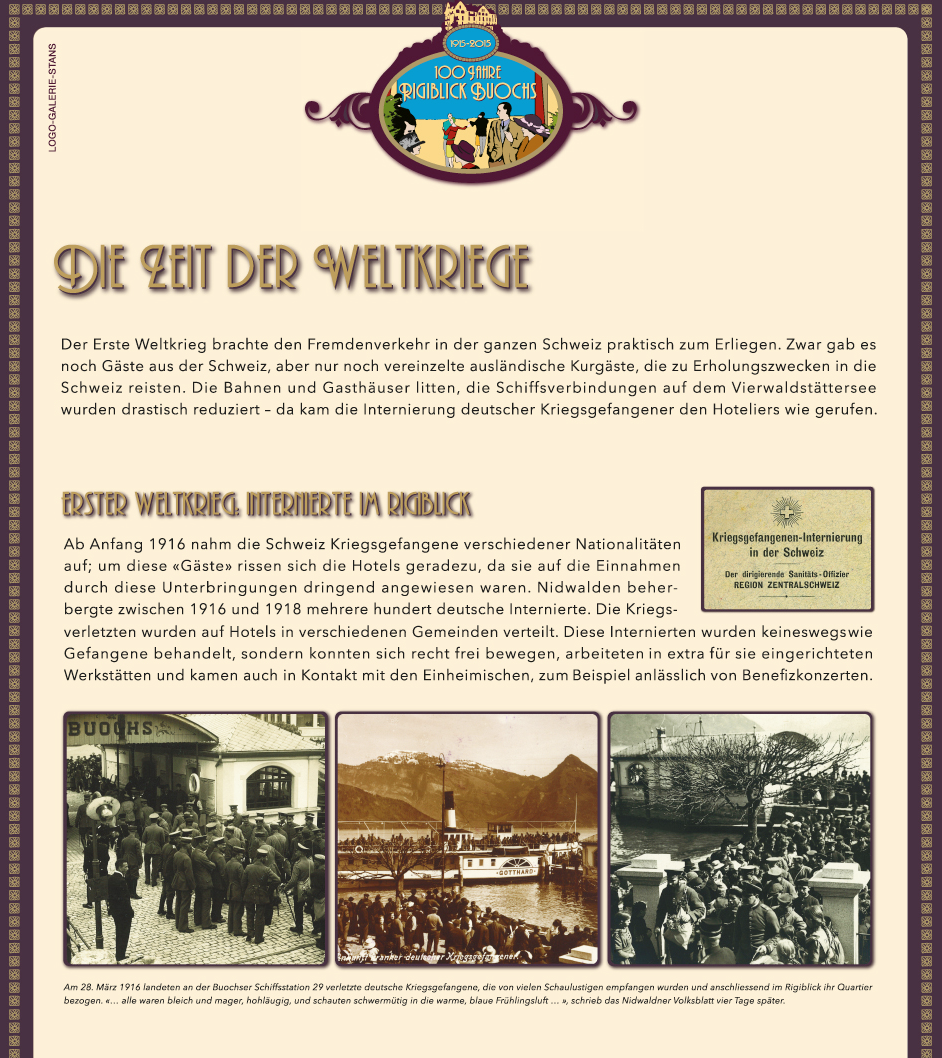 1915-2015
100 JAHRE
RIGIBLICK BUOCHS
LOGO-GALERIE-STANS
DIE ZEIT DER WELTKRIEGE
Der Erste Weltkrieg brachte den Fremdenverkehr in der ganzen Schweiz praktisch zum Erliegen. Zwar gab es
noch Gäste aus der Schweiz, aber nur noch vereinzelte ausländische Kurgäste, die zu Erholungszwecken in die
Schweiz reisten. Die Bahnen und Gasthäuser litten, die Schiffsverbindungen auf dem Vierwaldstättersee
wurden drastisch reduziert – da kam die Internierung deutscher Kriegsgefangener den Hoteliers wie gerufen.
ERSTER WELTKRIEG: INTERNIERTE IM RIGIBLICK
Ab Anfang 1916 nahm die Schweiz Kriegsgefangene verschiedener Nationalitäten
auf; um diese «Gäste» rissen sich die Hotels geradezu, da sie auf die Einnahmen
durch diese Unterbringungen dringend angewiesen waren. Nidwalden beher-
bergte zwischen 1916 und 1918 mehrere hundert deutsche Internierte. Die Kriegs-
verletzten wurden auf Hotels in verschiedenen Gemeinden verteilt. Diese Internierten wurden keineswegswie
Gefangene behandelt, sondern konnten sich recht frei bewegen, arbeiteten in extra für sie eingerichteten
Werkstätten und kamen auch in Kontakt mit den Einheimischen, zum Beispiel anlässlich von Benefizkonzerten.
Kriegsgefangenen-Internierung
in der Schweiz
Der dirigierende Sanitäts-Offizier
REGION ZENTRALSCHWEIZ
BUOCHS
GOTTHARD
Ankunft kranker deutscher Kriegsgefangener
Am 28. März 1916 landeten an der Buochser Schiffsstation 29 verletzte deutsche Kriegsgefangene, die von vielen Schaulustigen empfangen wurden und anschliessend im Rigiblick ihr Quartier
bezogen. «… alle waren bleich und mager, hohläugig, und schauten schwermütig in die warme, blaue Frühlingsluft … », schrieb das Nidwaldner Volksblatt vier Tage später.